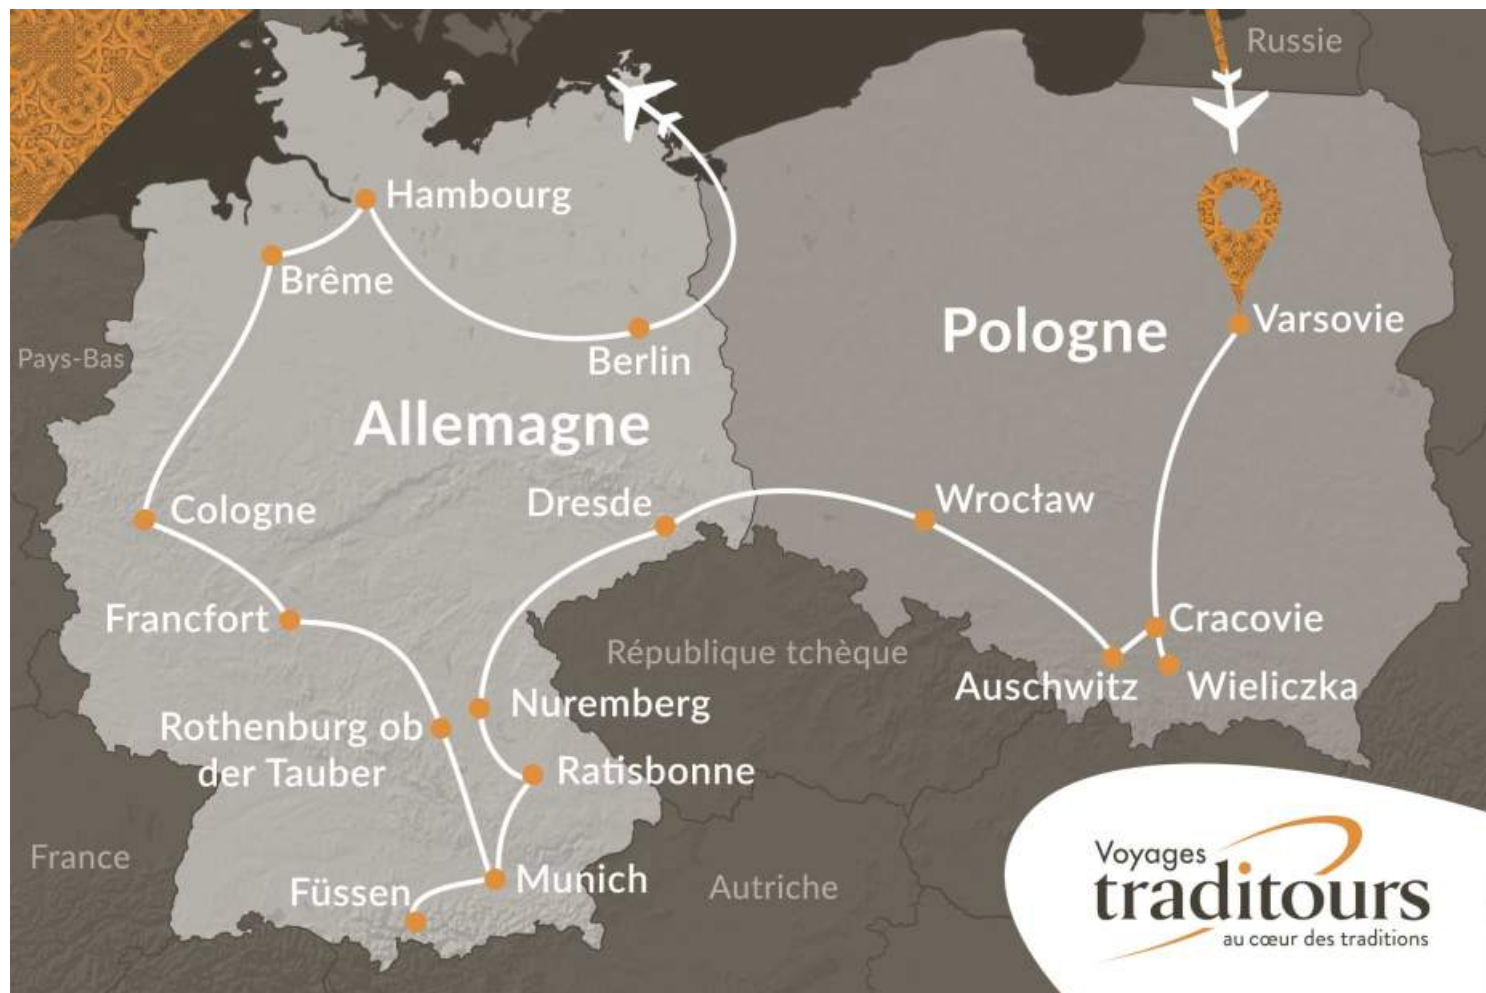 Russie
Hambourg
Brême
Pologne
Varsovie
Pays-Bas
Berlin
Allemagne
Dresde
Wrocław
Cologne
Francfort
Cracovie
République tchèque
Auschwitz
Wieliczka
Nuremberg
Rothenburg ob
der Tauber
Ratisbonne
France
Füssen
Munich
Autriche
Voyages
traditours
au cœur des traditions